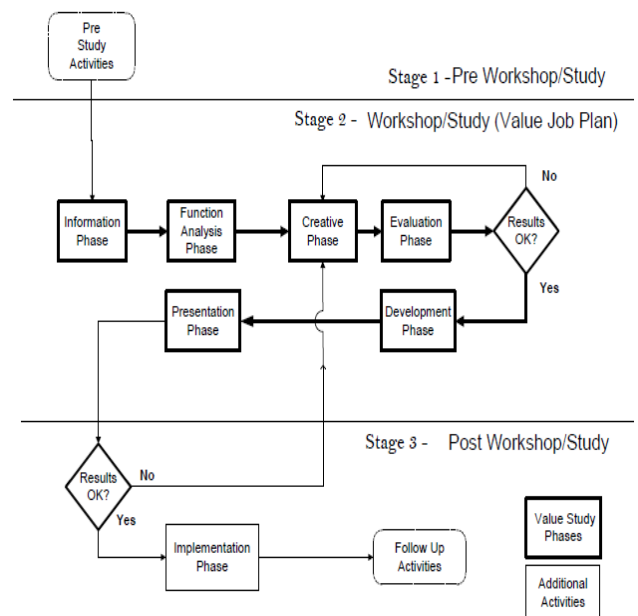 Pre
Study
Activities
Stage 1 -Pre Workshop/Study
Stage 2 - Workshop/Study (Value Job Plan)
No
Information
Phase
Function
Analysis
Phase
Creative
Phase
Evaluation
Phase
Results
OK?
Yes
Presentation
Phase
Development
Phase
Stage 3 - Post Workshop/Study
Results
OK?
No
Yes
Implementation
Phase
Follow Up
Activities
Value Study
Phases
Additional
Activities